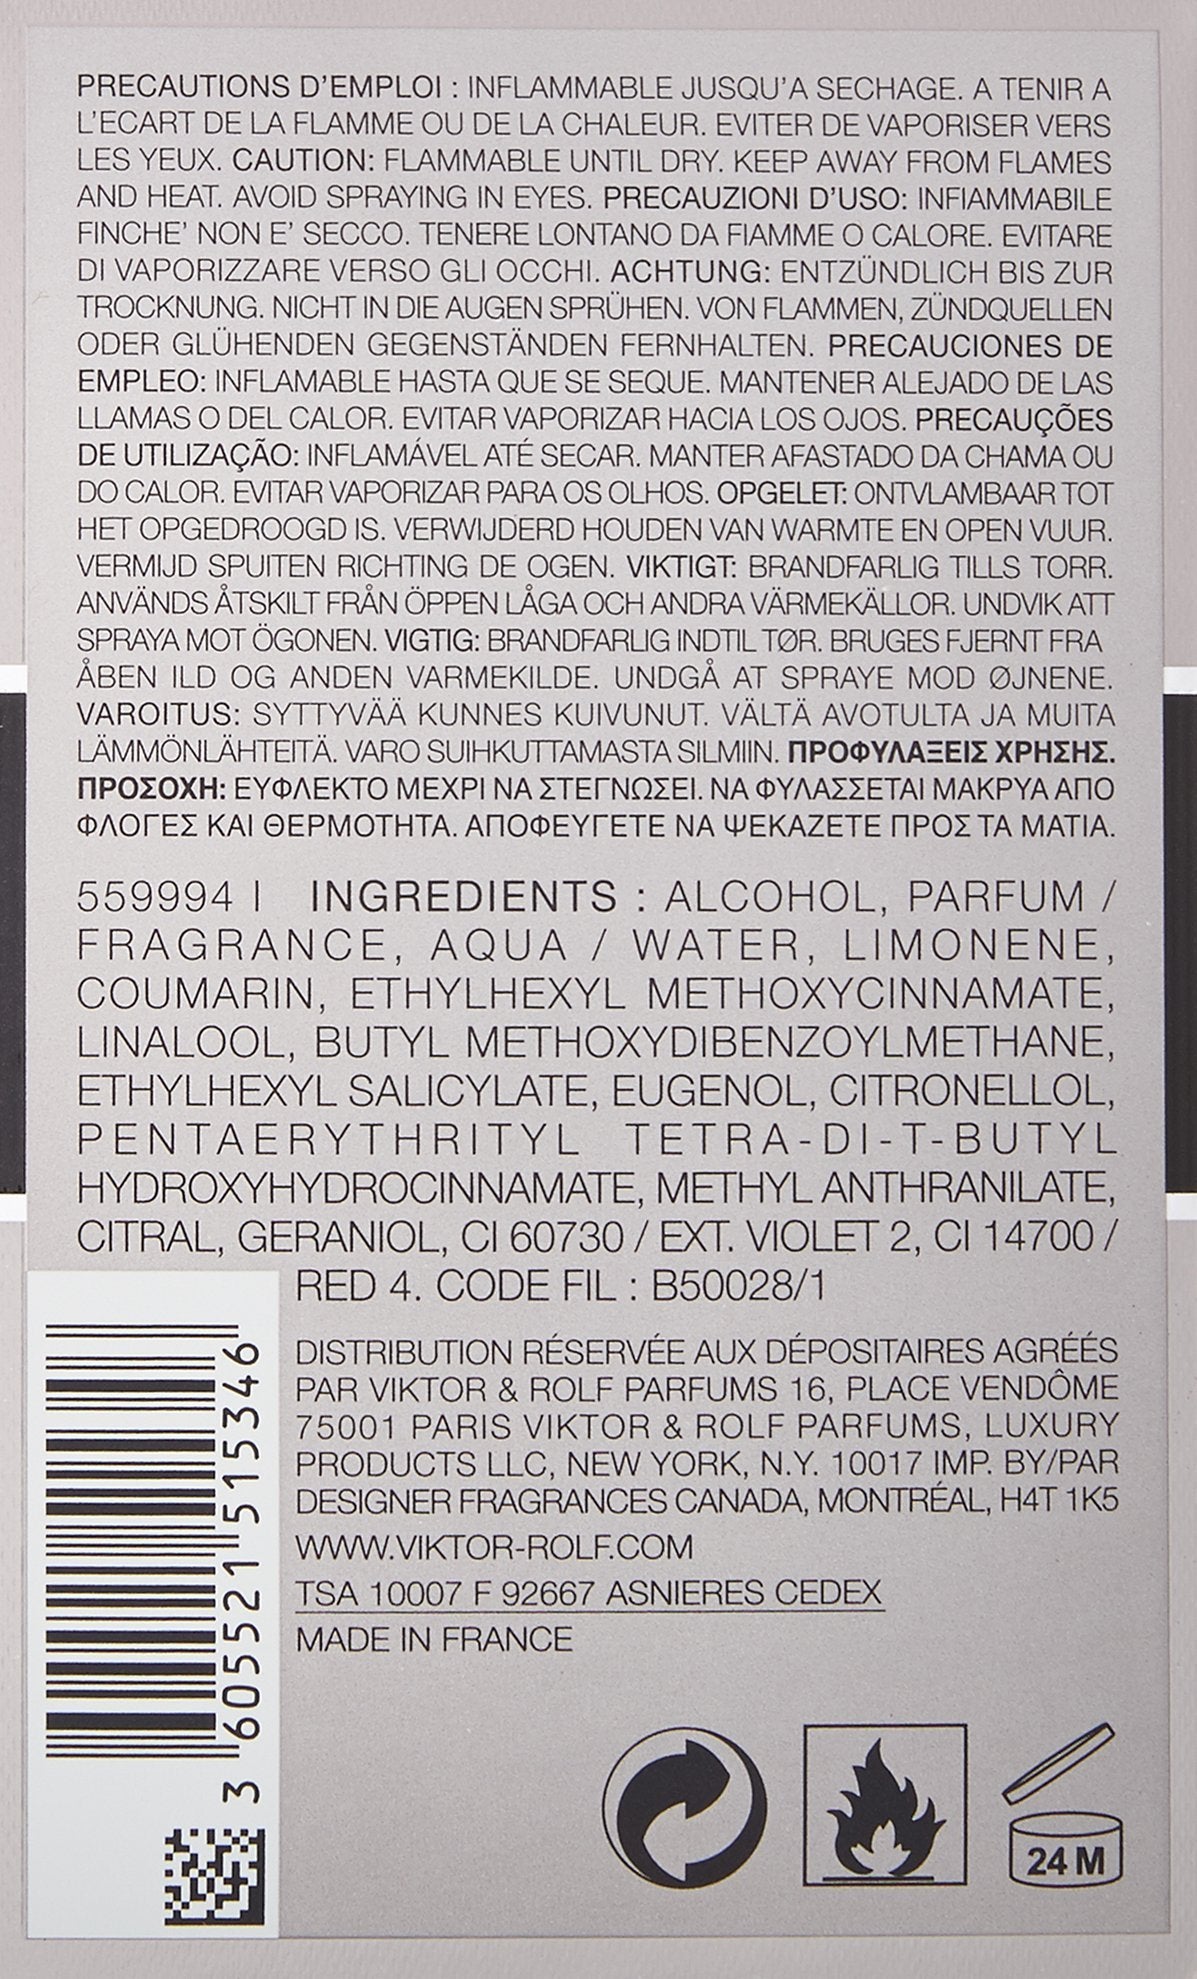 PRECAUTIONS D'EMPLOI : INFLAMMABLE JUSQU'A SECHAGE. A TENIR A
L'ECART DE LA FLAMME OU DE LA CHALEUR. EVITER DE VAPORISER VERS
LES YEUX. CAUTION: FLAMMABLE UNTIL DRY. KEEP AWAY FROM FLAMES
AND HEAT. AVOID SPRAYING IN EYES. PRECAUZIONI D'USO: INFIAMMABILE
FINCHE' NON E' SECCO. TENERE LONTANO DA FIAMME O CALORE. EVITARE
DI VAPORIZZARE VERSO GLI OCCHI. ACHTUNG: ENTZÜNDLICH BIS ZUR
TROCKNUNG. NICHT IN DIE AUGEN SPRÜHEN. VON FLAMMEN, ZÜNDQUELLEN
ODER GLÜHENDEN GEGENSTÄNDEN FERNHALTEN. PRECAUCIONES DE
EMPLEO: INFLAMABLE HASTA QUE SE SEQUE. MANTENER ALEJADO DE LAS
LLAMAS O DEL CALOR. EVITAR VAPORIZAR HACIA LOS OJOS. PRECAUÇÕES
DE UTILIZAÇÃO: INFLAMÁVEL ATÉ SECAR. MANTER AFASTADO DA CHAMA OU
DO CALOR. EVITAR VAPORIZAR PARA OS OLHOS. OPGELET: ONTVLAMBAAR TOT
HET OPGEDROOGD IS. VERWIJDERD HOUDEN VAN WARMTE EN OPEN VUUR.
VERMIJD SPUITEN RICHTING DE OGEN. VIKTIGT: BRANDFARLIG TILLS TORR.
ANVÄNDS ÅTSKILT FRÅN ÖPPEN LÅGA OCH ANDRA VÄRMEKÄLLOR. UNDVIK ATT
SPRAYA MOT ÖGONEN. VIGTIG: BRANDFARLIG INDTIL TØR. BRUGES FJERNT FRA
ÅBEN ILD OG ANDEN VARMEKILDE. UNDGÅ AT SPRAYE MOD ØJNENE.
VAROITUS: SYTTYVÄÄ KUNNES KUIVUNUT. VÄLTÄ AVOTULTA JA MUITA
LÄMMÖNLÄHTEITÄ. VARO SUIHKUTTAMASTA SILMIIN. ΠΡΟΦΥΛΑΞΕΙΣ ΧΡΗΣΗΣ.
ΠΡΟΣΟΧΗ: ΕΥΦΛΕΚΤΟ ΜΕΧΡΙ ΝΑ ΣΤΕΓΝΩΣΕΙ. ΝΑ ΦΥΛΑΣΣΕΤΑΙ ΜΑΚΡΥΑ ΑΠΟ
ΦΛΟΓΕΣ ΚΑΙ ΘΕΡΜΟΤΗΤΑ. ΑΠΟΦΕΥΓΕΤΕ ΝΑ ΨΕΚΑΖΕΤΕ ΠΡΟΣ ΤΑ ΜΑΤΙΑ.
559994 I INGREDIENTS : ALCOHOL, PARFUM /
FRAGRANCE, AQUA / WATER, LIMONENE,
COUMARIN, ETHYLHEXYL METHOXYCINNAMATE,
LINALOOL, BUTYL METHOXYDIBENZOYLMETHANE,
ETHYLHEXYL SALICYLATE, EUGENOL, CITRONELLOL,
PENTAERYTHRITYL TETRA-DI-T-BUTYL
HYDROXYHYDROCINNAMATE, METHYL ANTHRANILATE,
CITRAL, GERANIOL, CI 60730 / EXT. VIOLET 2, CI 14700 /
RED 4. CODE FIL : B50028/1
DISTRIBUTION RÉSERVÉE AUX DÉPOSITAIRES AGRÉÉS
PAR VIKTOR & ROLF PARFUMS 16, PLACE VENDÔME
75001 PARIS VIKTOR & ROLF PARFUMS, LUXURY
PRODUCTS LLC, NEW YORK, N.Y. 10017 IMP. BY/PAR
DESIGNER FRAGRANCES CANADA, MONTRÉAL, H4T 1K5
WWW.VIKTOR-ROLF.COM
TSA 10007 F 92667 ASNIERES CEDEX
MADE IN FRANCE
3 605521 515346
24 M